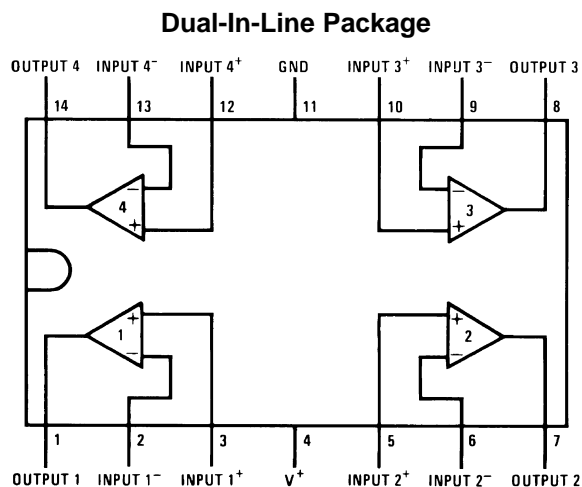 Dual-In-Line Package
OUTPUT 4 INPUT 4⁻ INPUT 4⁺ GND INPUT 3⁺ INPUT 3⁻ OUTPUT 3
14 13 12 11 10 9 8
− −
4 3
+ +
+ +
1 2
− −
1 2 3 4 5 6 7
OUTPUT 1 INPUT 1⁻ INPUT 1⁺ V⁺ INPUT 2⁺ INPUT 2⁻ OUTPUT 2